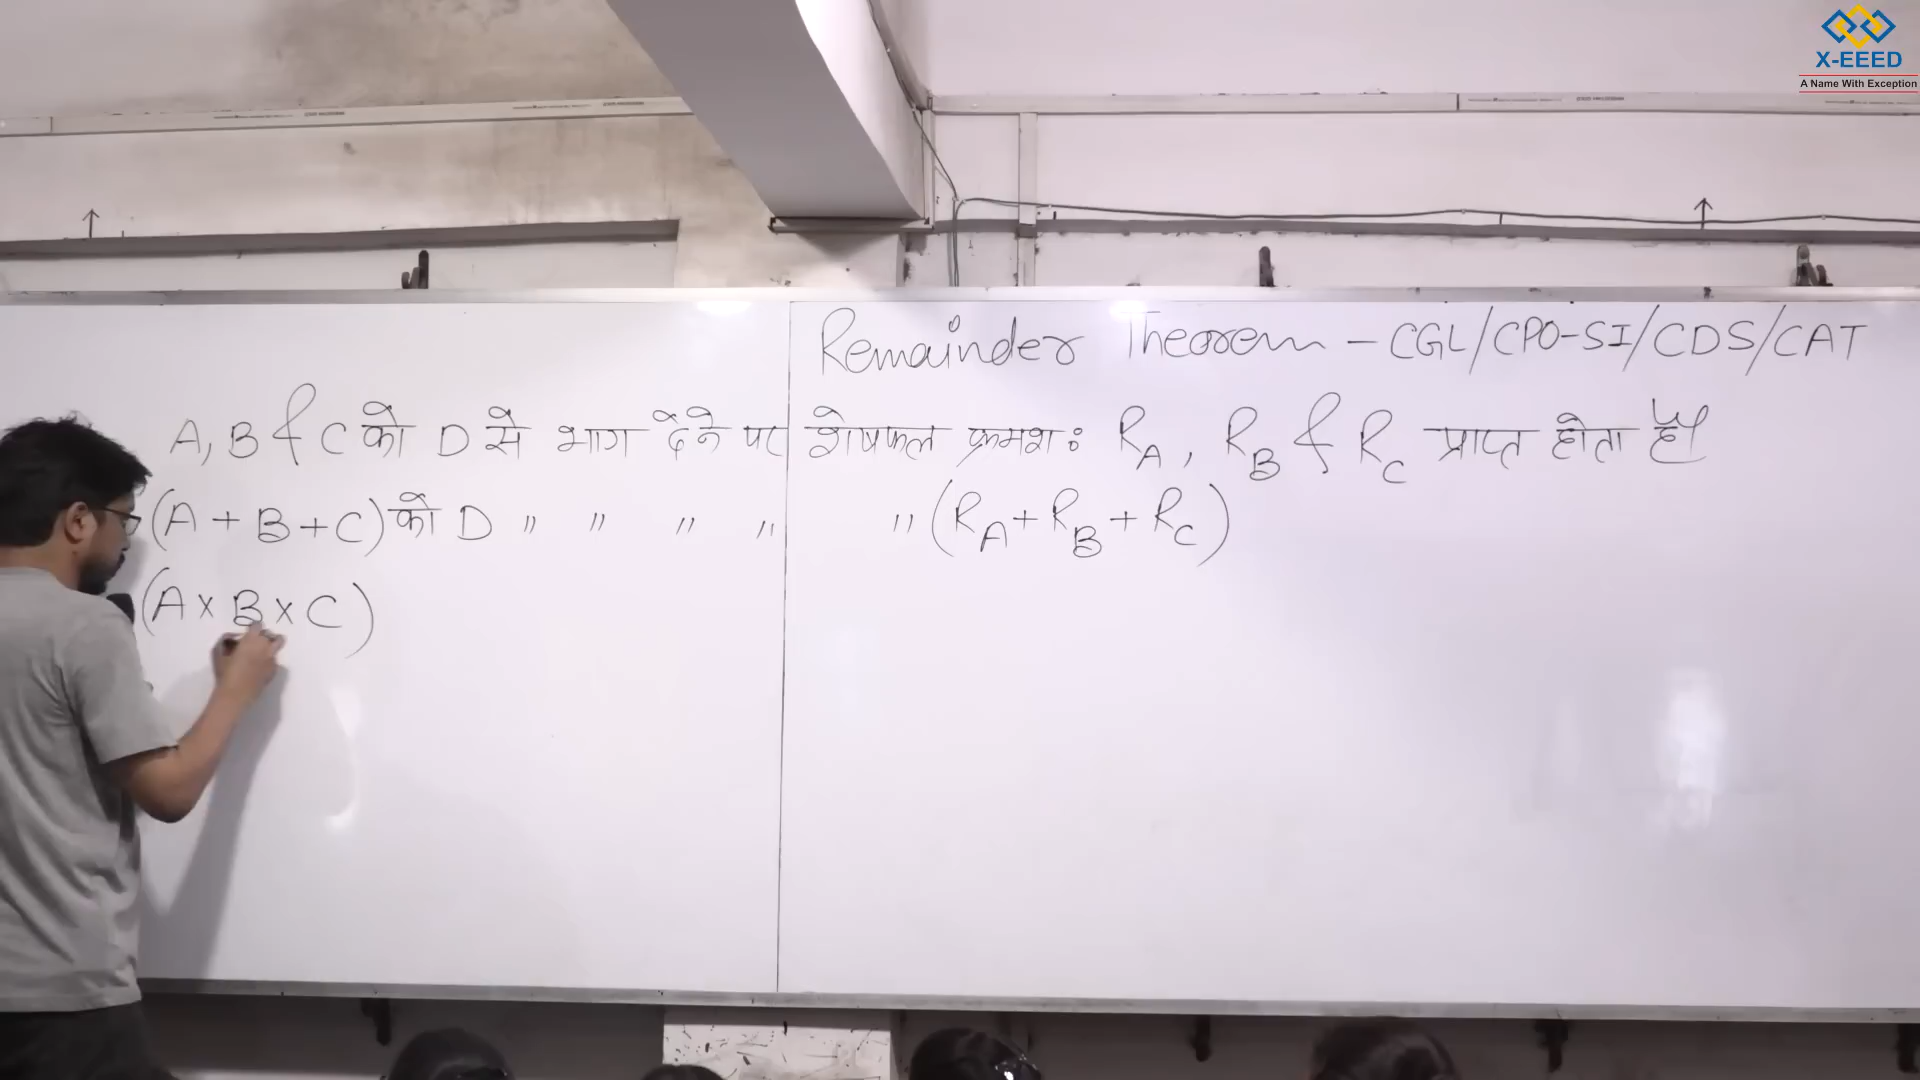 X-EEED
A Name With Exception
Remainder Theorem - CGL/CPO-SI/CDS/CAT
A, B & C को D से भाग देने पर शेषफल क्रमशः R_A, R_B & R_C प्राप्त होता है।
(A + B + C) को D " " " " " (R_A + R_B + R_C)
(A × B × C)